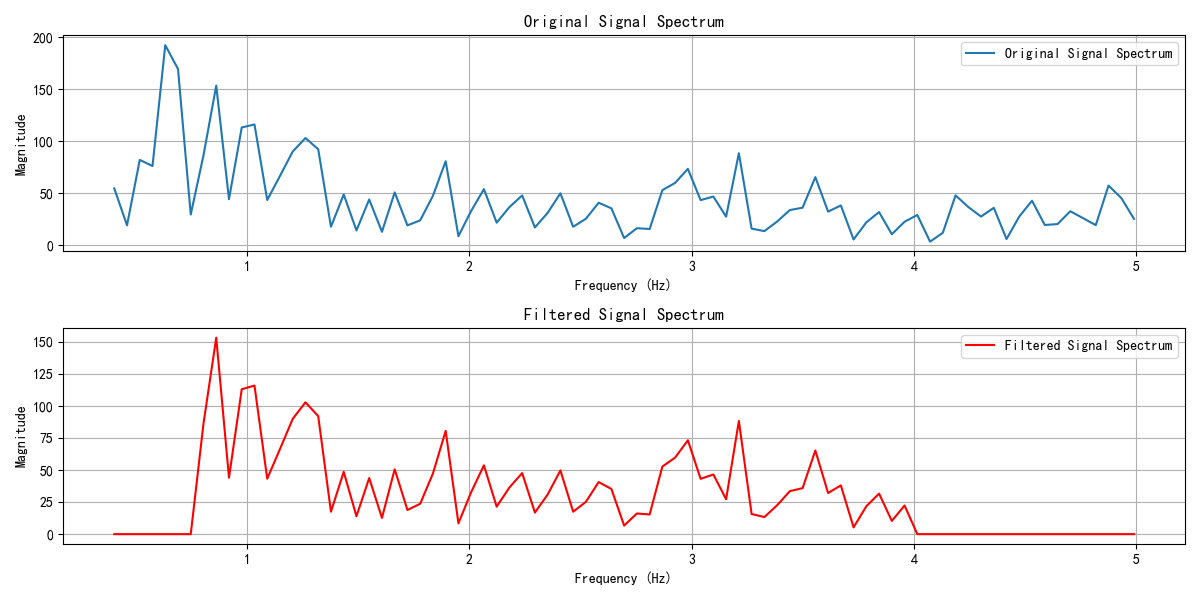 Original Signal Spectrum
200
150
100
50
0
Magnitude
Original Signal Spectrum
1 2 3 4 5
Frequency (Hz)
Filtered Signal Spectrum
150
125
100
75
50
25
0
Magnitude
Filtered Signal Spectrum
1 2 3 4 5
Frequency (Hz)